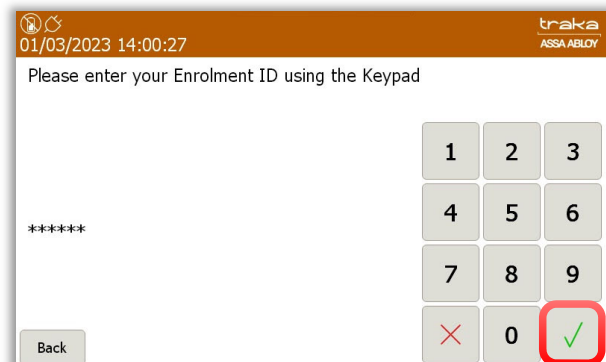 traka
01/03/2023 14:00:27
ASSA ABLOY
Please enter your Enrolment ID using the Keypad
1 2 3
4 5 6
******
7 8 9
0
Back